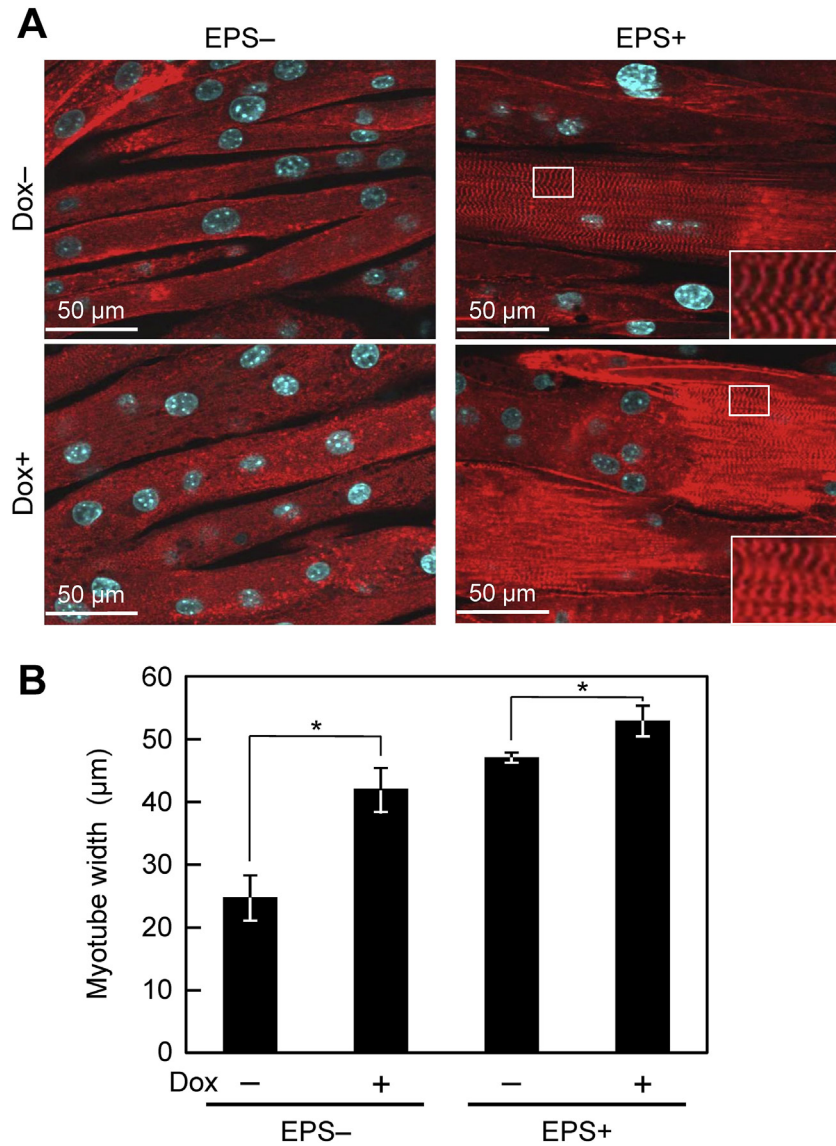 A
EPS– EPS+
Dox–
50 µm 50 µm
Dox+
50 µm 50 µm
B
60
50
40
30
20
10
0
Myotube width (µm)
* *
Dox – + – +
EPS– EPS+